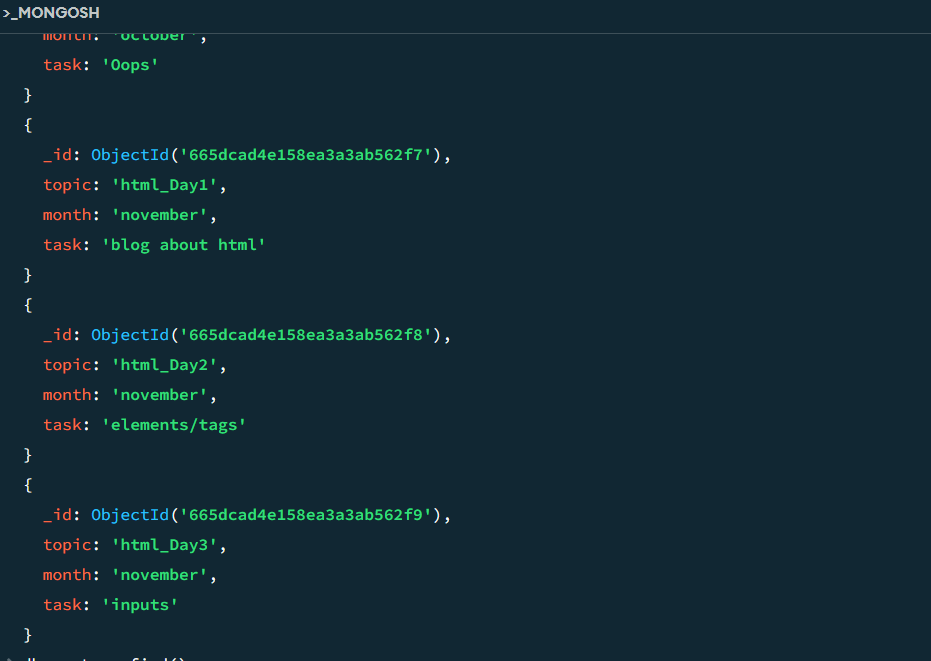 >_MONGOSH
month: 'october',
task: 'Oops'
}
{
_id: ObjectId('665dcad4e158ea3a3ab562f7'),
topic: 'html_Day1',
month: 'november',
task: 'blog about html'
}
{
_id: ObjectId('665dcad4e158ea3a3ab562f8'),
topic: 'html_Day2',
month: 'november',
task: 'elements/tags'
}
{
_id: ObjectId('665dcad4e158ea3a3ab562f9'),
topic: 'html_Day3',
month: 'november',
task: 'inputs'
}